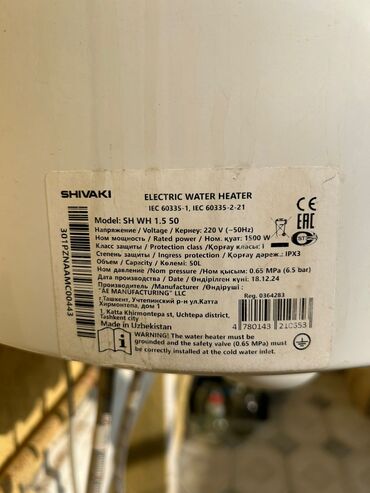 SHIVAKI
ELECTRIC WATER HEATER
IEC 60335-1, IEC 60335-2-21
Model: SH WH 1.5 50
Напряжение / Voltage / Кернеу: 220 V (~50Hz)
Ном мощность / Rated power / Ном. қуат: 1500 W
Класс защиты / Protection class /Қорғау класы: I
Степень защиты / Ingress protection / Қорғау дареж.: IPX3
Объем / Capacity / Көлемі: 50L
Ном давление /Nom pressure / Ном қысым: 0.65 MPa (6.5 bar)
Дата производства / Date / Өндірілген күні: 18.12.24
Производитель /Manufacturer /Өндіруші :
"AE MANUFACTURING" LLC
г.Ташкент, Учтепинский р-н ул.Катта
Хирмонтепа, дом 1
1, Katta Khirmontepa st, Uchtepa district,
Tashkent city
Made in Uzbekistan
Reg. 0364283
4 780143 210353
WARNING! The water heater must be
grounded and the safety valve (0.65 MPa) must be
correctly installed at the cold water inlet.
301PZNAAAMC00443
CE
EAC